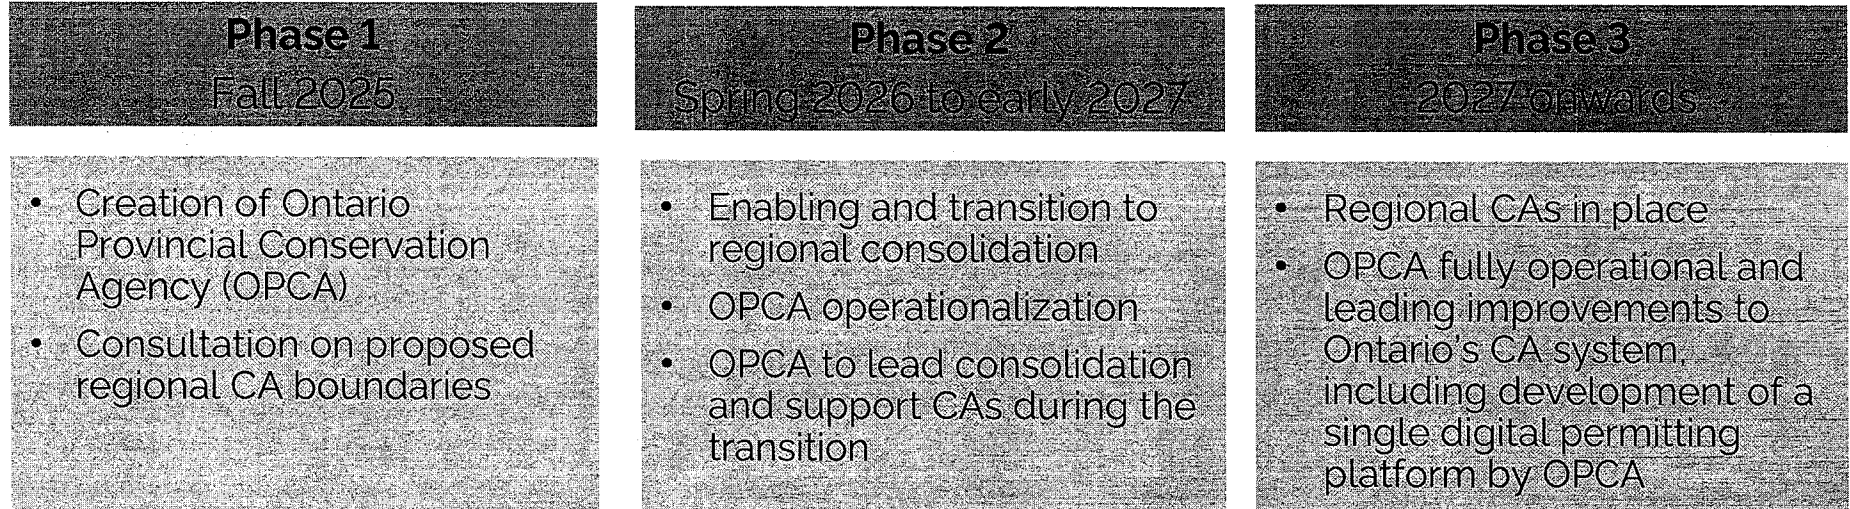 Phase 1
Fall 2025
• Creation of Ontario
Provincial Conservation
Agency (OPCA)
• Consultation on proposed
regional CA boundaries
Phase 2
Spring 2026 to early 2027
• Enabling and transition to
regional consolidation
• OPCA operationalization
• OPCA to lead consolidation
and support CAs during the
transition
Phase 3
2027 onwards
• Regional CAs in place
• OPCA fully operational and
leading improvements to
Ontario's CA system,
including development of a
single digital permitting
platform by OPCA